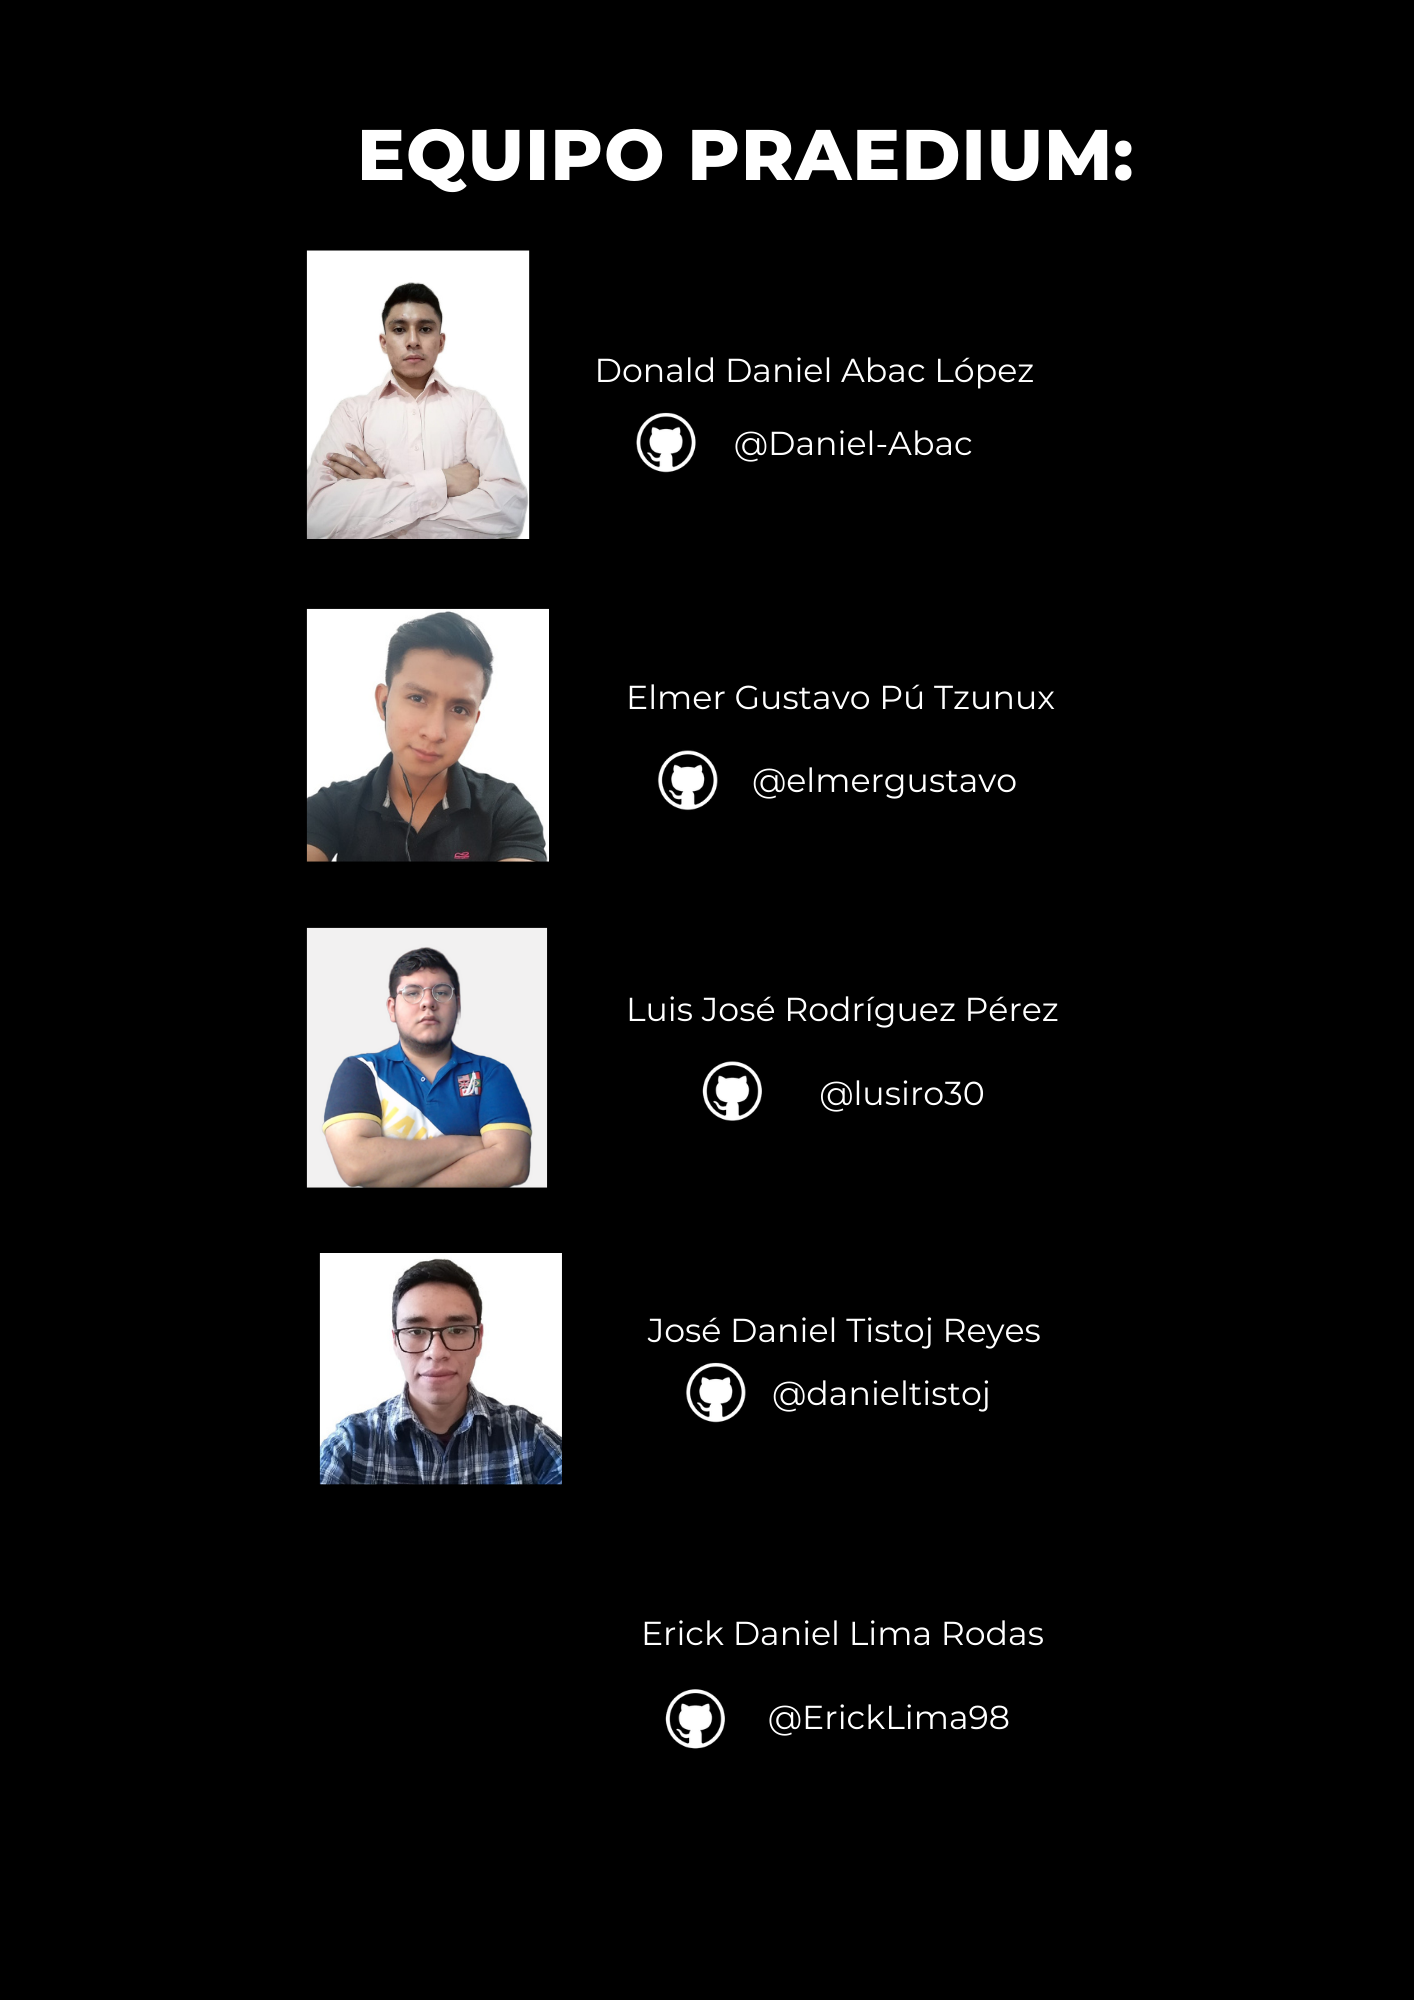 EQUIPO PRAEDIUM:
Donald Daniel Abac López
@Daniel-Abac
Elmer Gustavo Pú Tzunux
@elmergustavo
Luis José Rodríguez Pérez
@lusiro30
José Daniel Tistoj Reyes
@danieltistoj
Erick Daniel Lima Rodas
@ErickLima98